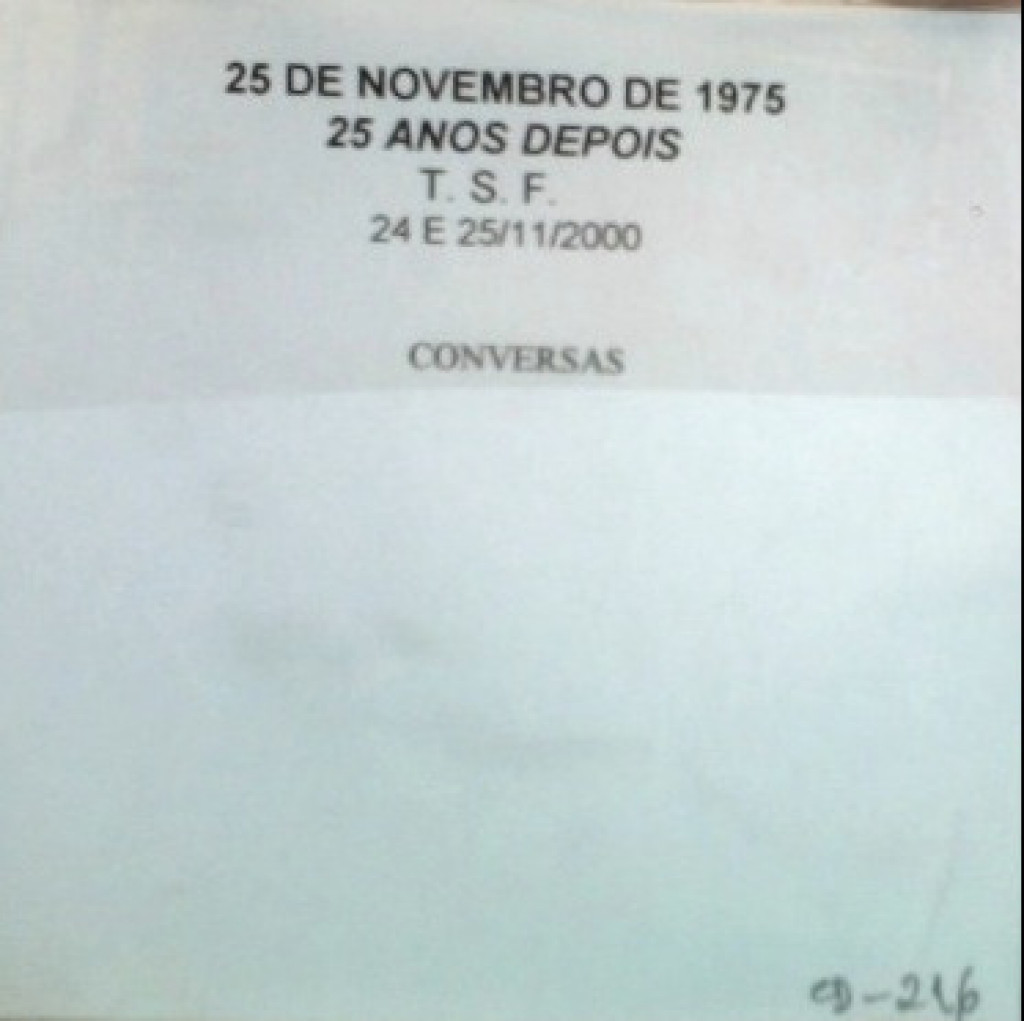 25 DE NOVEMBRO DE 1975
25 ANOS DEPOIS
T. S. F.
24 E 25/11/2000
CONVERSAS
CD-216